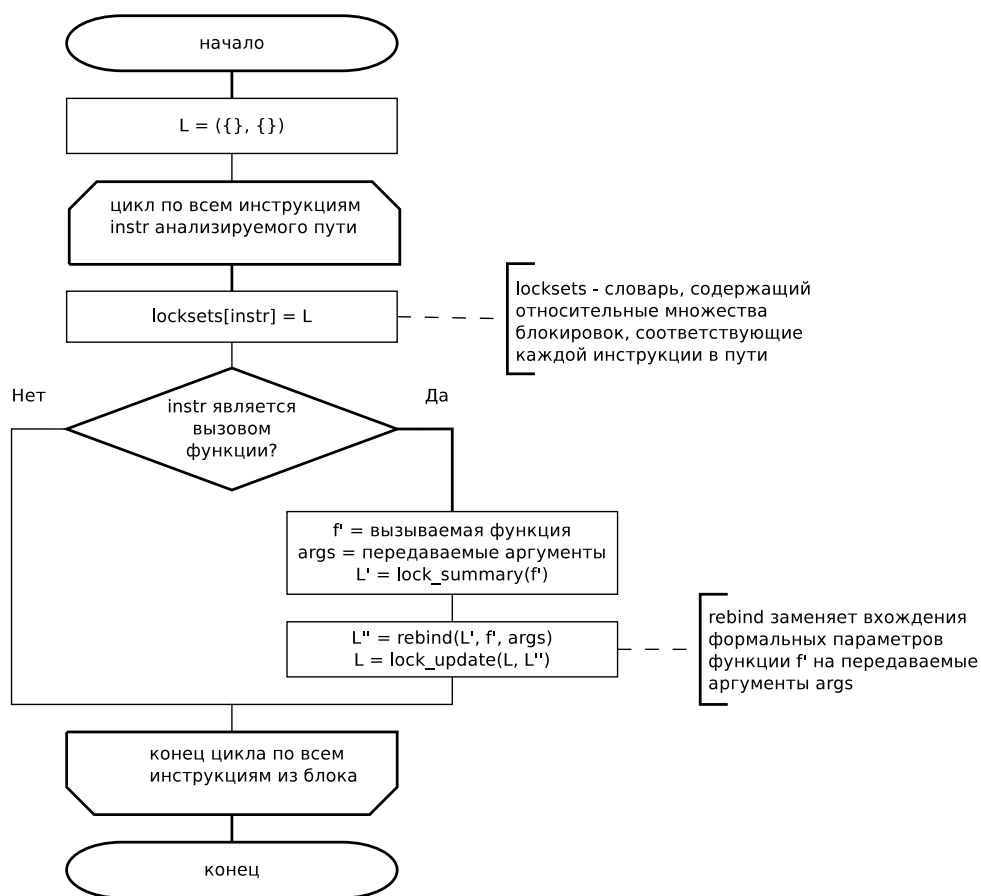 начало
L = ({}, {})
цикл по всем инструкциям
instr анализируемого пути
locksets[instr] = L
locksets - словарь, содержащий
относительные множества
блокировок, соответствующие
каждой инструкции в пути
Нет
Да
instr является
вызовом
функции?
f' = вызываемая функция
args = передаваемые аргументы
L' = lock_summary(f')
L'' = rebind(L', f', args)
L = lock_update(L, L'')
rebind заменяет вхождения
формальных параметров
функции f' на передаваемые
аргументы args
конец цикла по всем
инструкциям из блока
конец